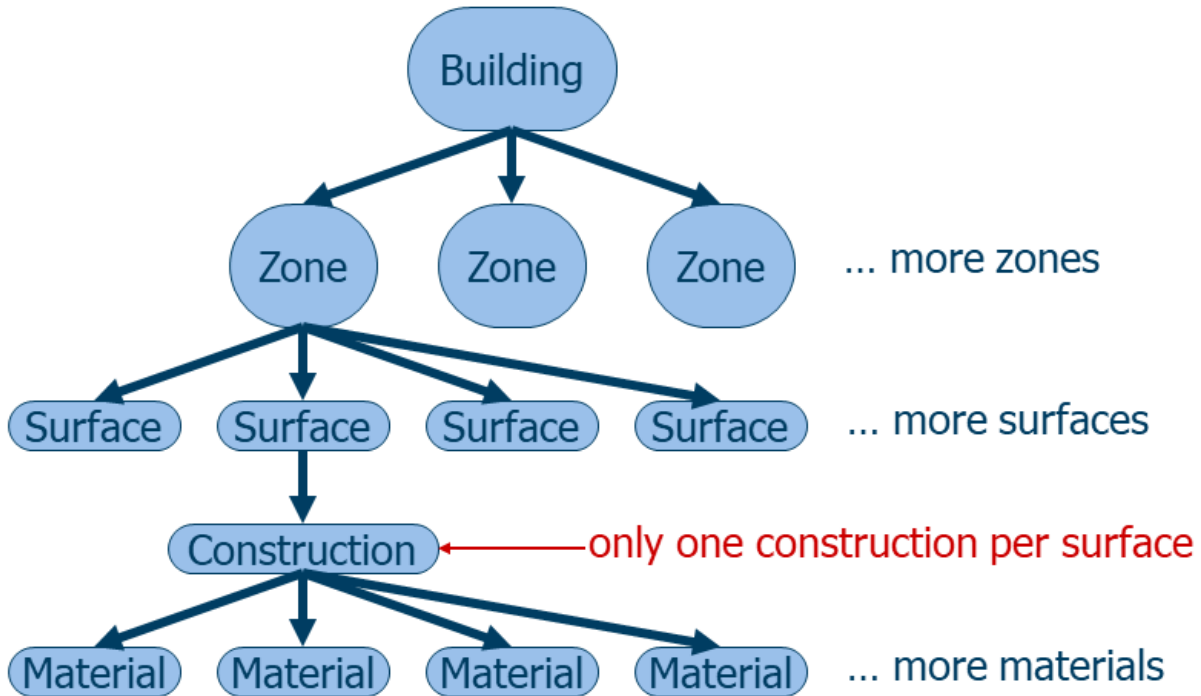 Building
Zone Zone Zone ... more zones
Surface Surface Surface Surface ... more surfaces
Construction only one construction per surface
Material Material Material Material ... more materials